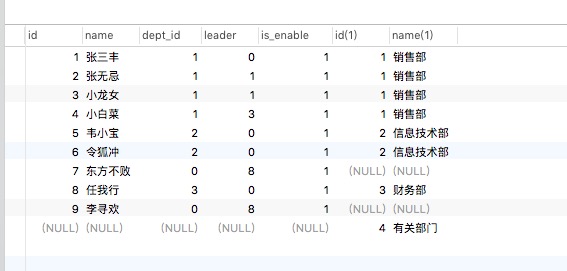 id name dept_id leader is_enable id(1) name(1)
1 张三丰 1 0 1 1 销售部
2 张无忌 1 1 1 1 销售部
3 小龙女 1 1 1 1 销售部
4 小白菜 1 3 1 1 销售部
5 韦小宝 2 0 1 2 信息技术部
6 令狐冲 2 0 1 2 信息技术部
7 东方不败 0 8 1 (NULL) (NULL)
8 任我行 3 0 1 3 财务部
9 李寻欢 0 8 1 (NULL) (NULL)
(NULL) (NULL) (NULL) (NULL) (NULL) 4 有关部门